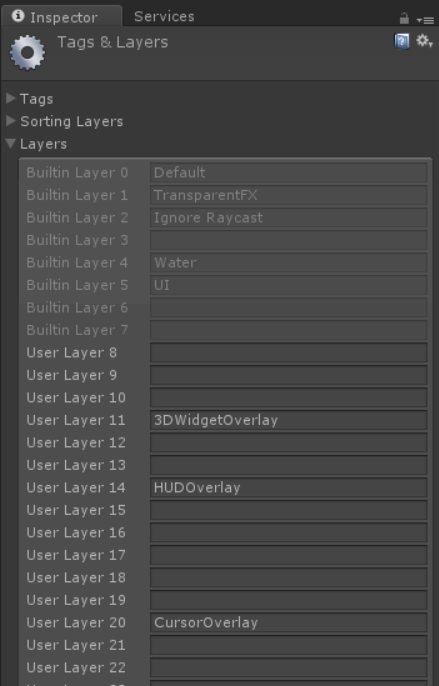 Inspector
Services
Tags & Layers
Tags
Sorting Layers
Layers
Builtin Layer 0 Default
Builtin Layer 1 TransparentFX
Builtin Layer 2 Ignore Raycast
Builtin Layer 3
Builtin Layer 4 Water
Builtin Layer 5 UI
Builtin Layer 6
Builtin Layer 7
User Layer 8
User Layer 9
User Layer 10
User Layer 11 3DWidgetOverlay
User Layer 12
User Layer 13
User Layer 14 HUDOverlay
User Layer 15
User Layer 16
User Layer 17
User Layer 18
User Layer 19
User Layer 20 CursorOverlay
User Layer 21
User Layer 22